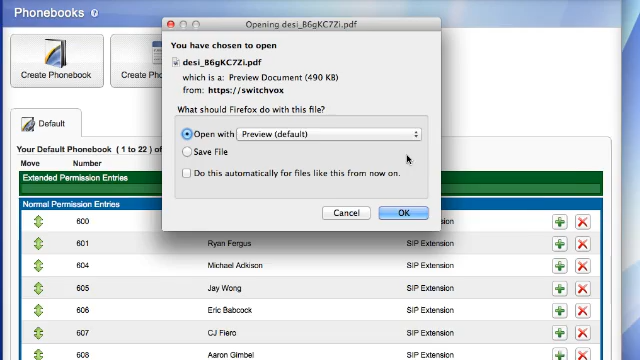 Phonebooks ?
Opening desi_B6gKC7Zi.pdf
You have chosen to open
desi_B6gKC7Zi.pdf
which is a: Preview Document (490 KB)
from: https://switchvox
What should Firefox do with this file?
Open with Preview (default)
Save File
Do this automatically for files like this from now on.
Cancel OK
Create Phonebook
Default
Your Default Phonebook ( 1 to 22 ) of
Move Number
Extended Permission Entries
Normal Permission Entries
600 SIP Extension
601 Ryan Fergus SIP Extension
604 Michael Adkison SIP Extension
605 Jay Wong SIP Extension
606 Eric Babcock SIP Extension
607 CJ Fiero SIP Extension
608 Aaron Gimbel SIP Extension